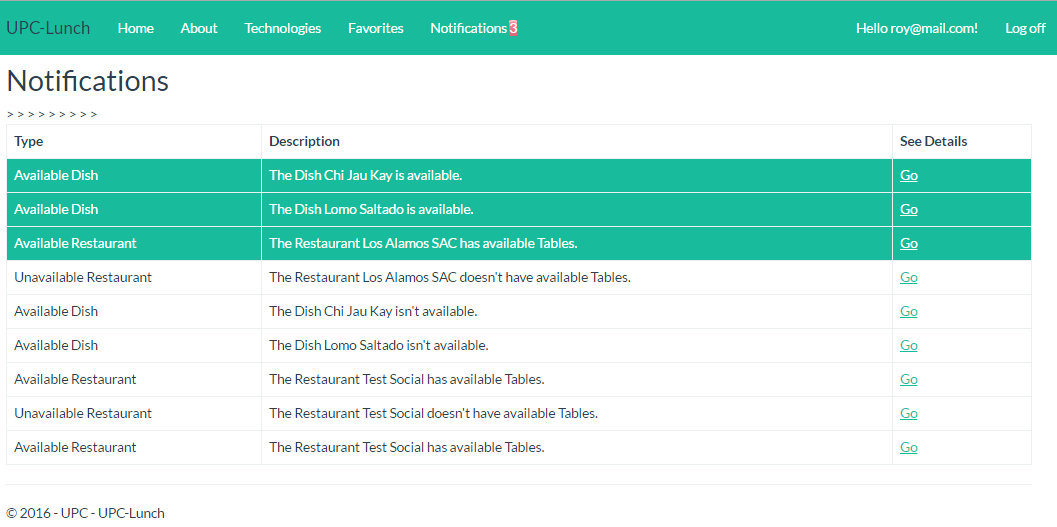 UPC-Lunch Home About Technologies Favorites Notifications 3 Hello roy@mail.com! Log off
Notifications
> > > > > > > > >
Type Description See Details
Available Dish The Dish Chi Jau Kay is available. Go
Available Dish The Dish Lomo Saltado is available. Go
Available Restaurant The Restaurant Los Alamos SAC has available Tables. Go
Unavailable Restaurant The Restaurant Los Alamos SAC doesn't have available Tables. Go
Available Dish The Dish Chi Jau Kay isn't available. Go
Available Dish The Dish Lomo Saltado isn't available. Go
Available Restaurant The Restaurant Test Social has available Tables. Go
Unavailable Restaurant The Restaurant Test Social doesn't have available Tables. Go
Available Restaurant The Restaurant Test Social has available Tables. Go
© 2016 - UPC - UPC-Lunch